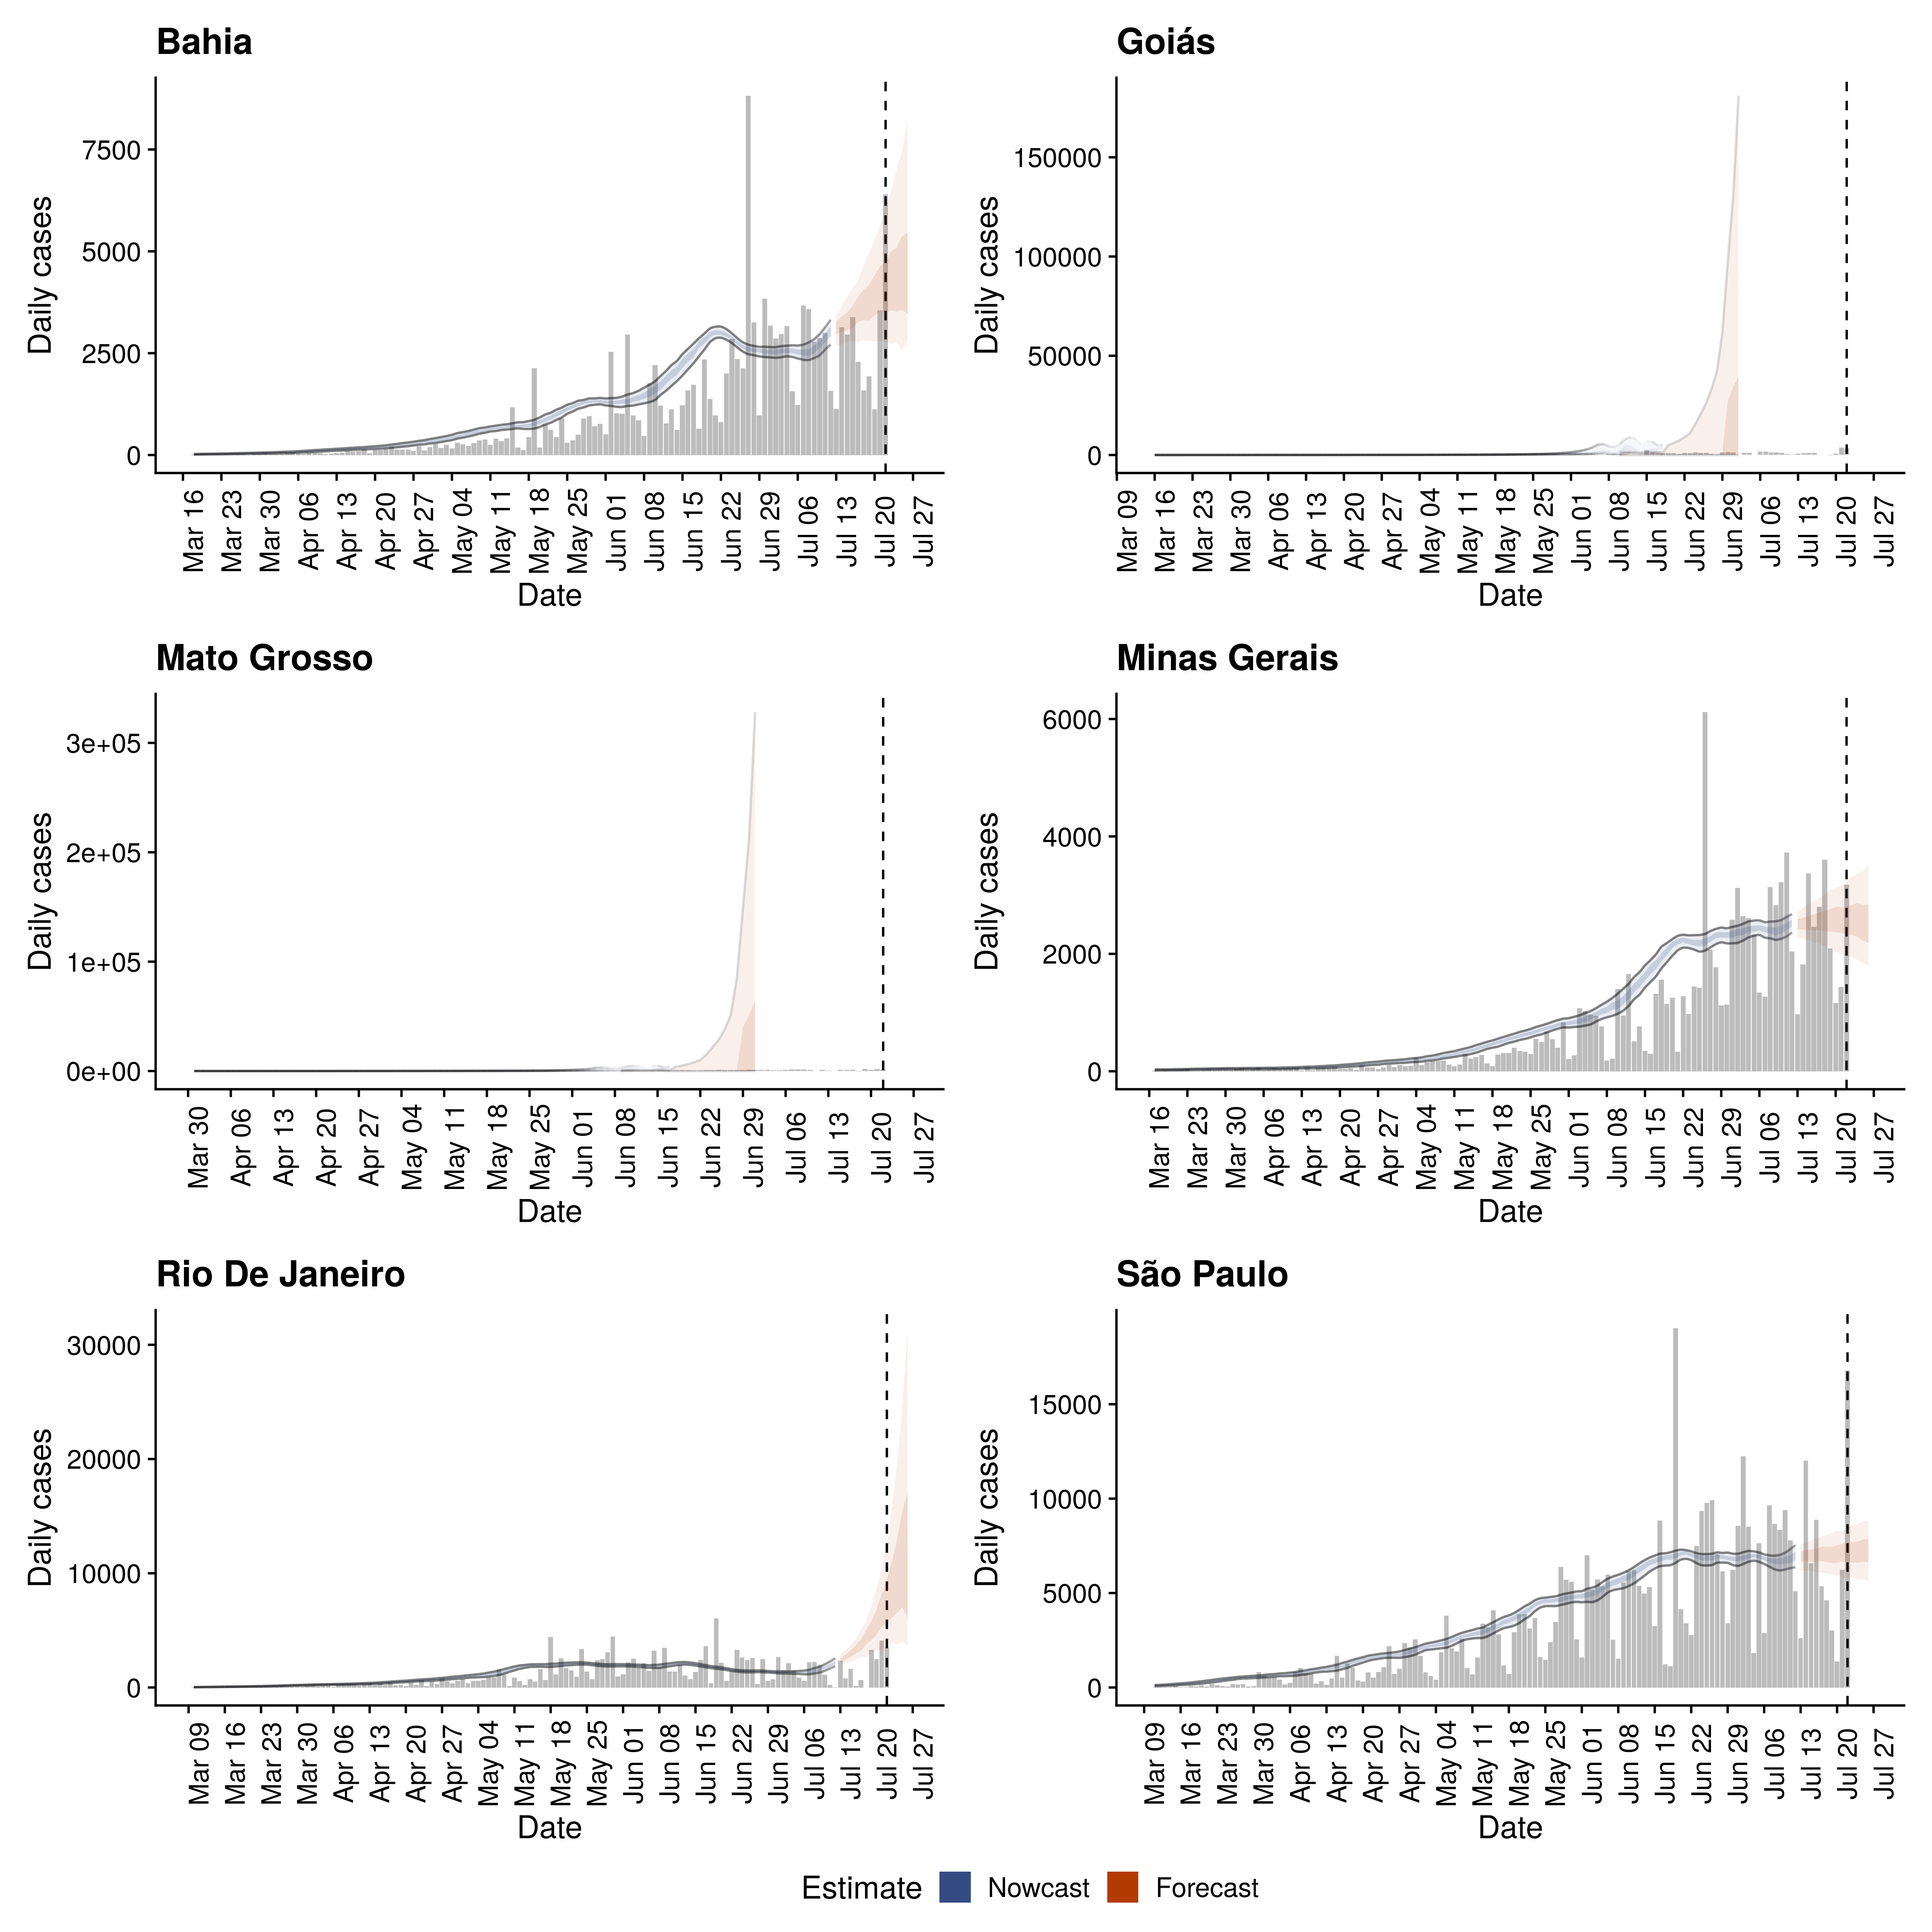 Bahia
Daily cases
7500
5000
2500
0
Mar 16
Mar 23
Mar 30
Apr 06
Apr 13
Apr 20
Apr 27
May 04
May 11
May 18
May 25
Jun 01
Jun 08
Jun 15
Jun 22
Jun 29
Jul 06
Jul 13
Jul 20
Jul 27
Date
Goiás
Daily cases
150000
100000
50000
0
Mar 09
Mar 16
Mar 23
Mar 30
Apr 06
Apr 13
Apr 20
Apr 27
May 04
May 11
May 18
May 25
Jun 01
Jun 08
Jun 15
Jun 22
Jun 29
Jul 06
Jul 13
Jul 20
Jul 27
Date
Mato Grosso
Daily cases
3e+05
2e+05
1e+05
0e+00
Mar 30
Apr 06
Apr 13
Apr 20
Apr 27
May 04
May 11
May 18
May 25
Jun 01
Jun 08
Jun 15
Jun 22
Jun 29
Jul 06
Jul 13
Jul 20
Jul 27
Date
Minas Gerais
Daily cases
6000
4000
2000
0
Mar 16
Mar 23
Mar 30
Apr 06
Apr 13
Apr 20
Apr 27
May 04
May 11
May 18
May 25
Jun 01
Jun 08
Jun 15
Jun 22
Jun 29
Jul 06
Jul 13
Jul 20
Jul 27
Date
Rio De Janeiro
Daily cases
30000
20000
10000
0
Mar 09
Mar 16
Mar 23
Mar 30
Apr 06
Apr 13
Apr 20
Apr 27
May 04
May 11
May 18
May 25
Jun 01
Jun 08
Jun 15
Jun 22
Jun 29
Jul 06
Jul 13
Jul 20
Jul 27
Date
São Paulo
Daily cases
15000
10000
5000
0
Mar 09
Mar 16
Mar 23
Mar 30
Apr 06
Apr 13
Apr 20
Apr 27
May 04
May 11
May 18
May 25
Jun 01
Jun 08
Jun 15
Jun 22
Jun 29
Jul 06
Jul 13
Jul 20
Jul 27
Date
Estimate Nowcast Forecast